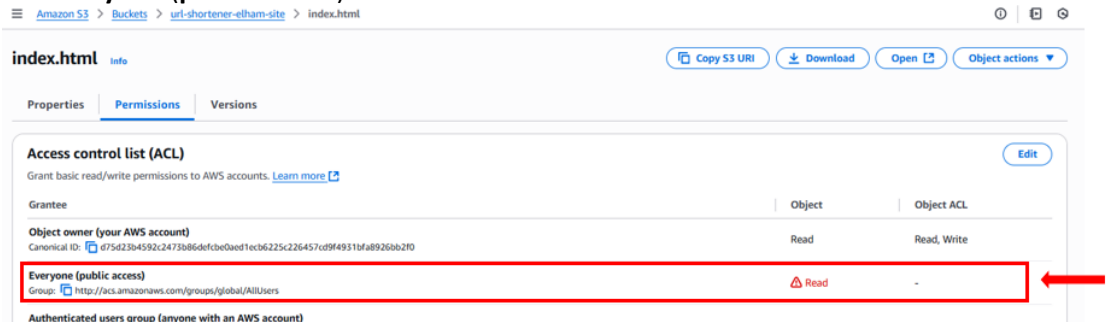 Amazon S3 > Buckets > url-shortener-elham-site > index.html
index.html Info
Copy S3 URI Download Open Object actions
Properties Permissions Versions
Access control list (ACL) Edit
Grant basic read/write permissions to AWS accounts. Learn more
Grantee Object Object ACL
Object owner (your AWS account)
Canonical ID: d75d23b4592c2473b86defcbe0aed1ecb6225c226457cd9f4931bfa8926bb2f0 Read Read, Write
Everyone (public access)
Group: http://acs.amazonaws.com/groups/global/AllUsers Read -
Authenticated users group (anyone with an AWS account)